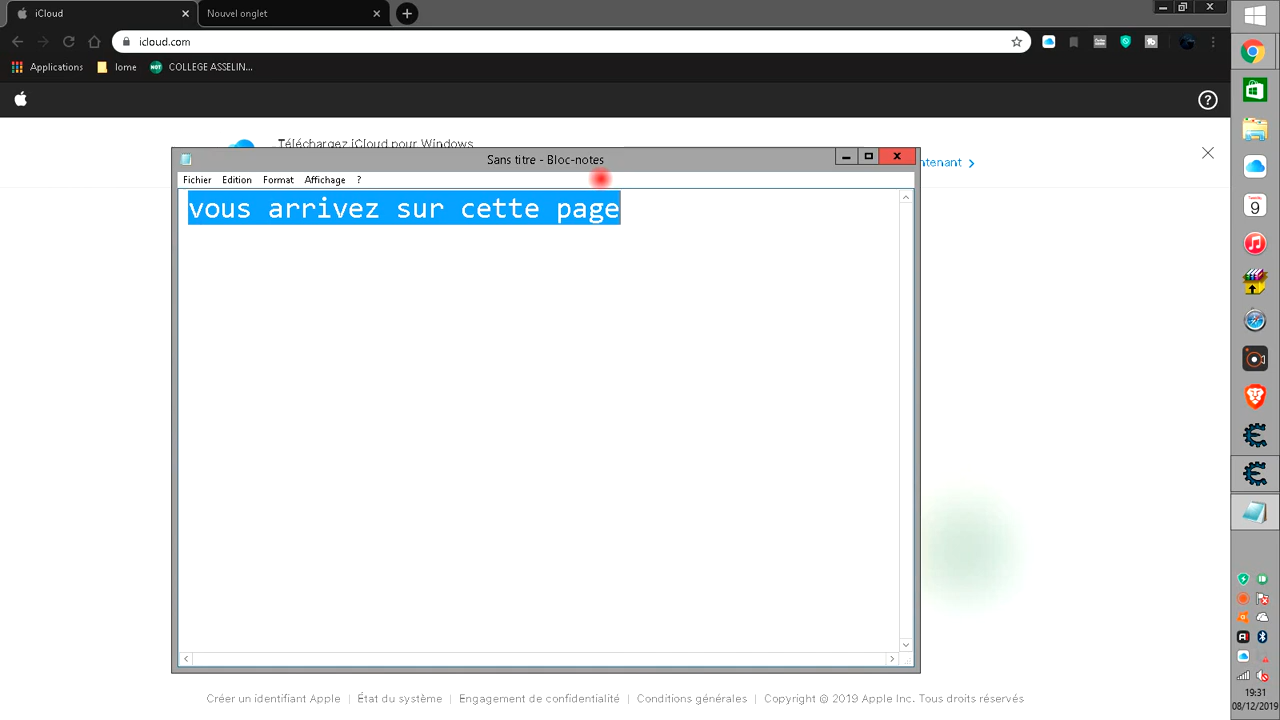 iCloud
Nouvel onglet
icloud.com
Applications
lome
COLLEGE ASSELIN...
Téléchargez iCloud pour Windows
ntenant
Sans titre - Bloc-notes
Fichier Edition Format Affichage ?
vous arrivez sur cette page
9
Créer un identifiant Apple | État du système | Engagement de confidentialité | Conditions générales | Copyright © 2019 Apple Inc. Tous droits réservés
19:31
08/12/2019